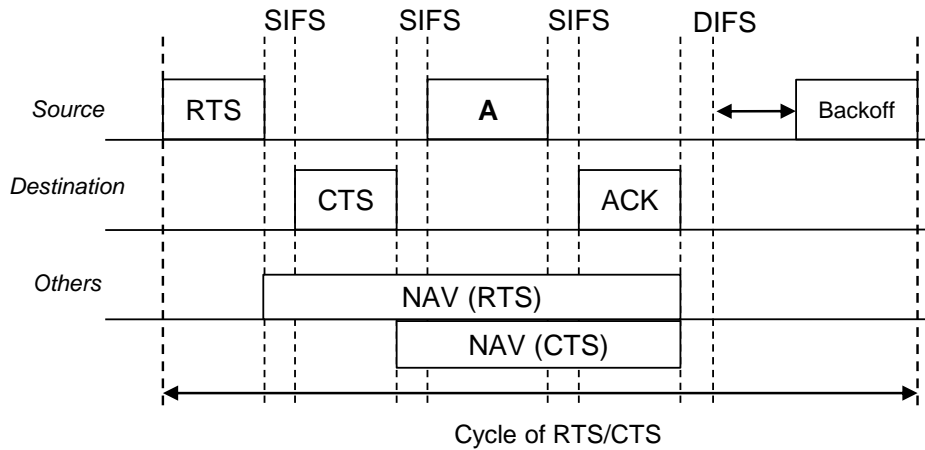 SIFS SIFS SIFS DIFS
Source RTS A Backoff
Destination CTS ACK
Others NAV (RTS)
NAV (CTS)
Cycle of RTS/CTS